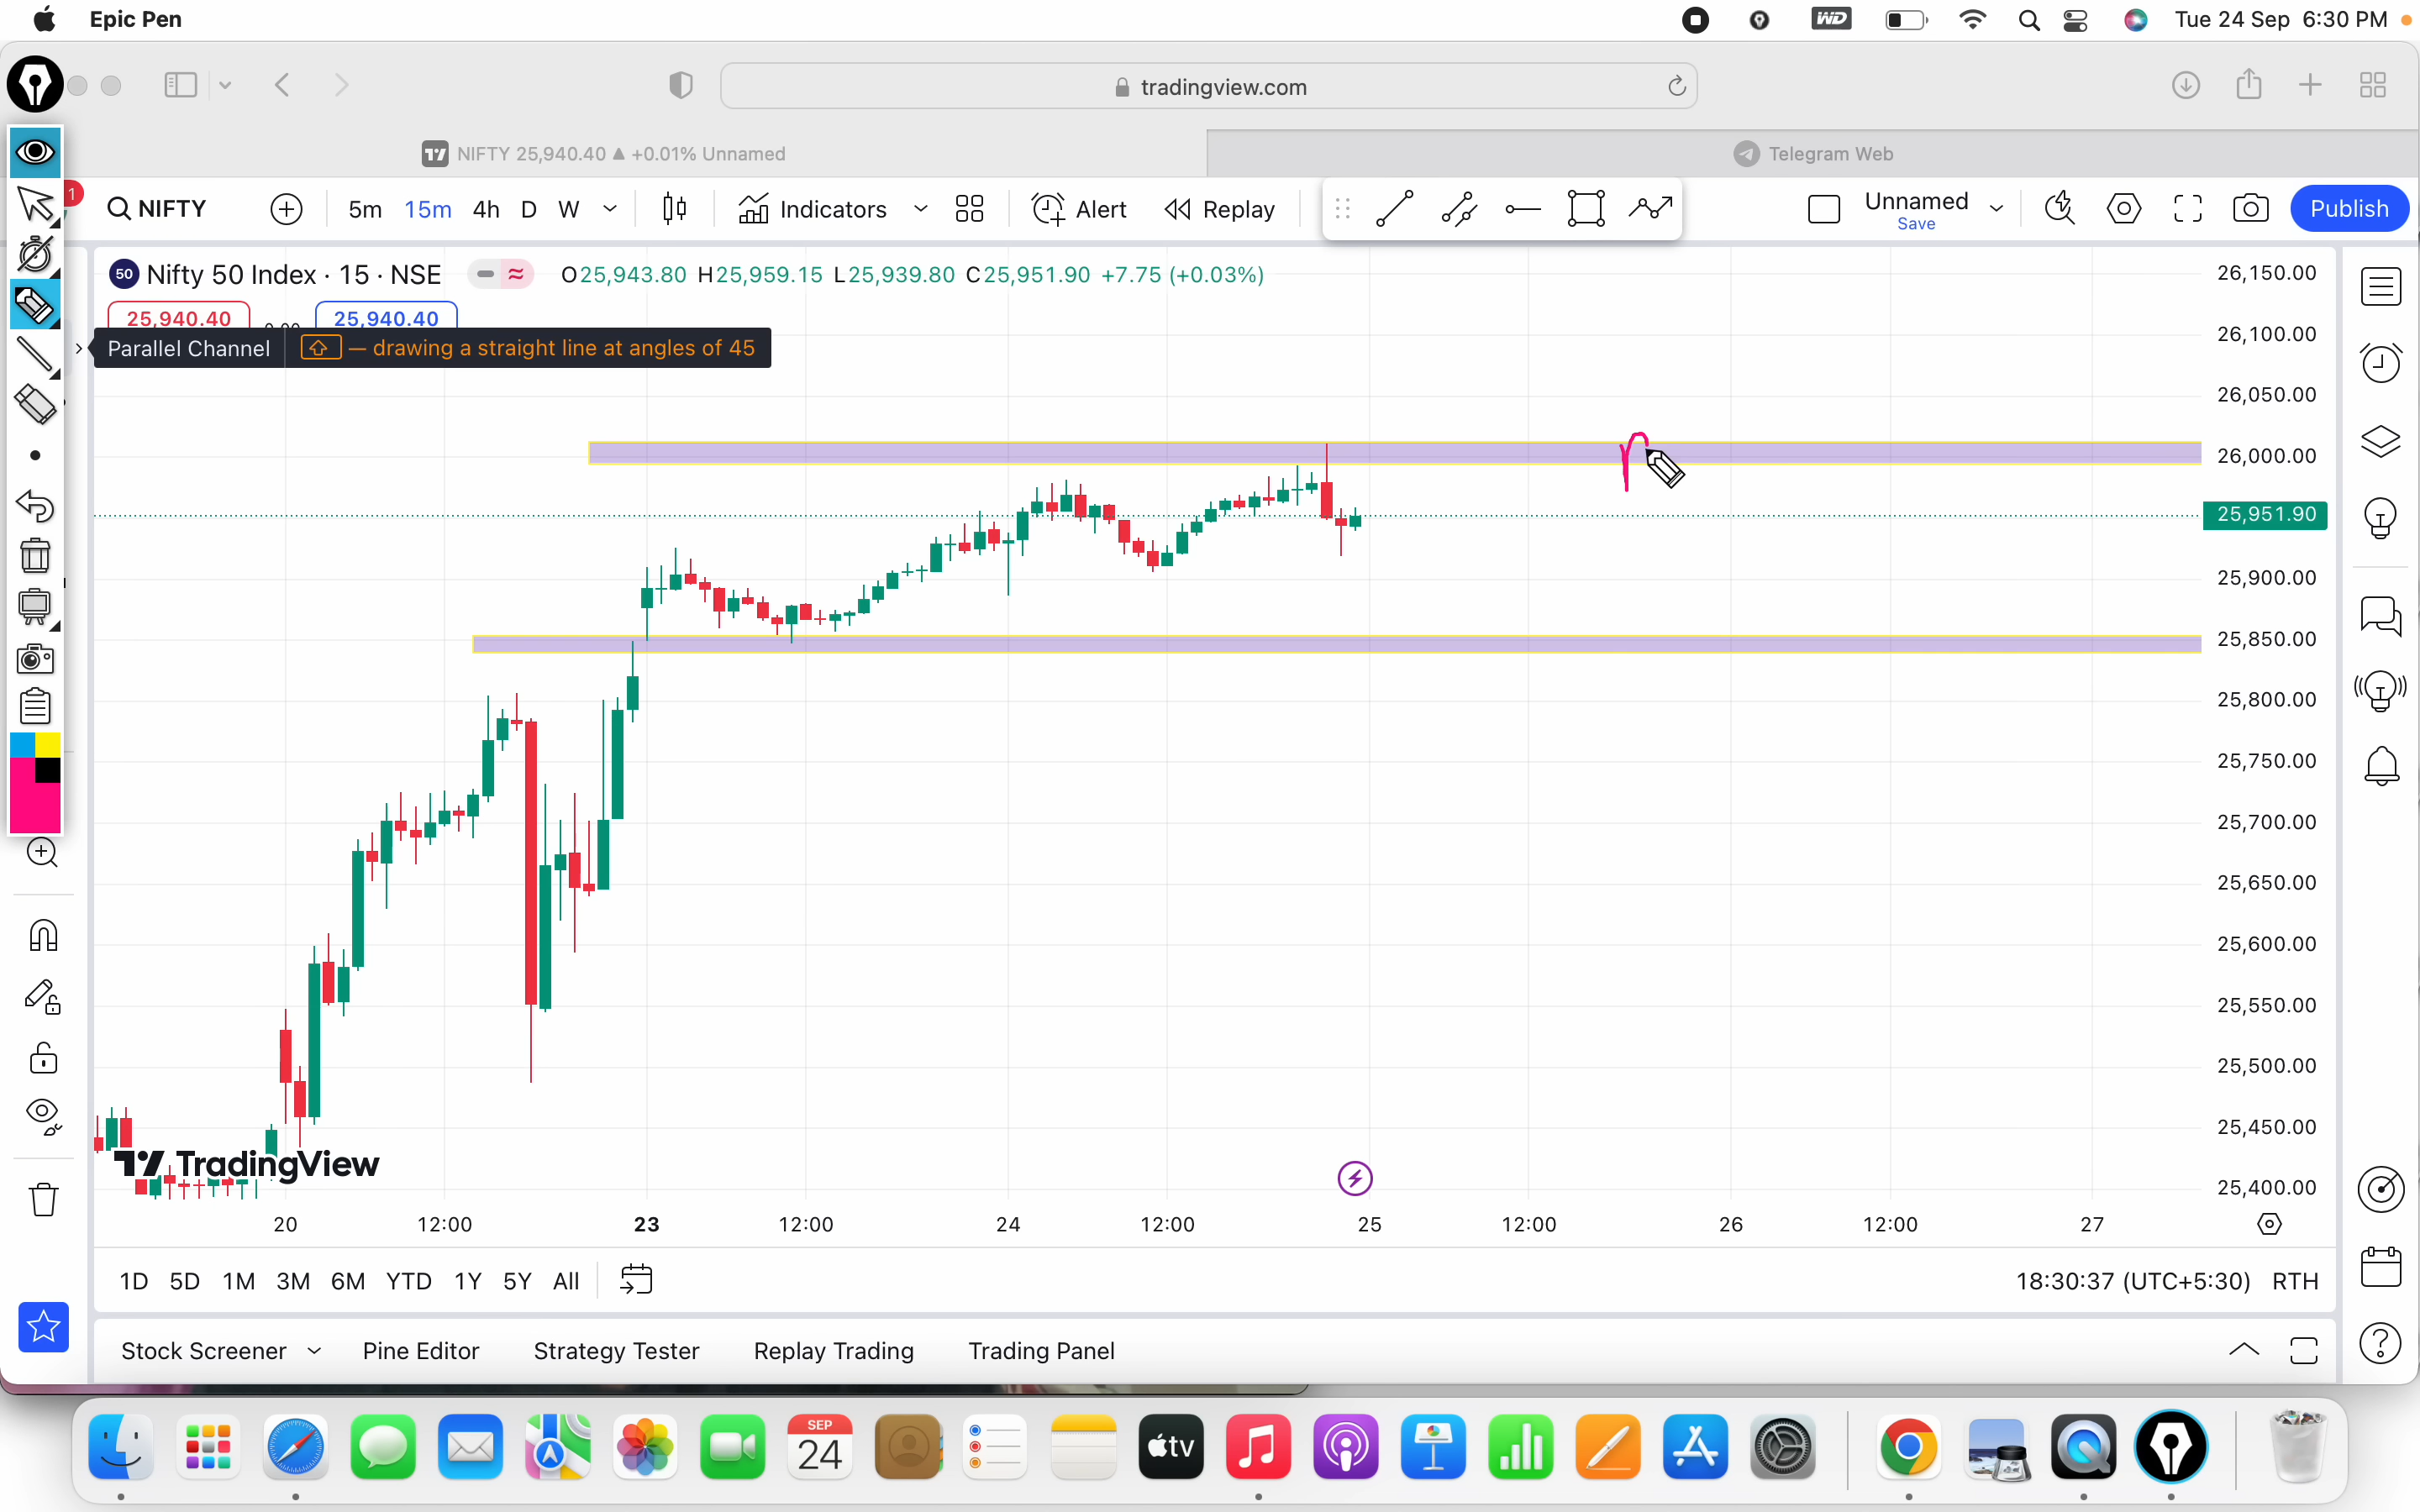 Epic Pen
WD
Tue 24 Sep 6:30 PM
tradingview.com
NIFTY 25,940.40 ▲ +0.01% Unnamed
Telegram Web
1
NIFTY
5m 15m 4h D W
Indicators
Alert
Replay
Unnamed
Save
Publish
50 Nifty 50 Index · 15 · NSE
O25,943.80 H25,959.15 L25,939.80 C25,951.90 +7.75 (+0.03%)
25,940.40
0.00
25,940.40
Parallel Channel
— drawing a straight line at angles of 45
26,150.00
26,100.00
26,050.00
26,000.00
25,951.90
25,900.00
25,850.00
25,800.00
25,750.00
25,700.00
25,650.00
25,600.00
25,550.00
25,500.00
25,450.00
25,400.00
TradingView
20 12:00 23 12:00 24 12:00 25 12:00 26 12:00 27
1D 5D 1M 3M 6M YTD 1Y 5Y All
18:30:37 (UTC+5:30) RTH
Stock Screener
Pine Editor
Strategy Tester
Replay Trading
Trading Panel
SEP
24
tv